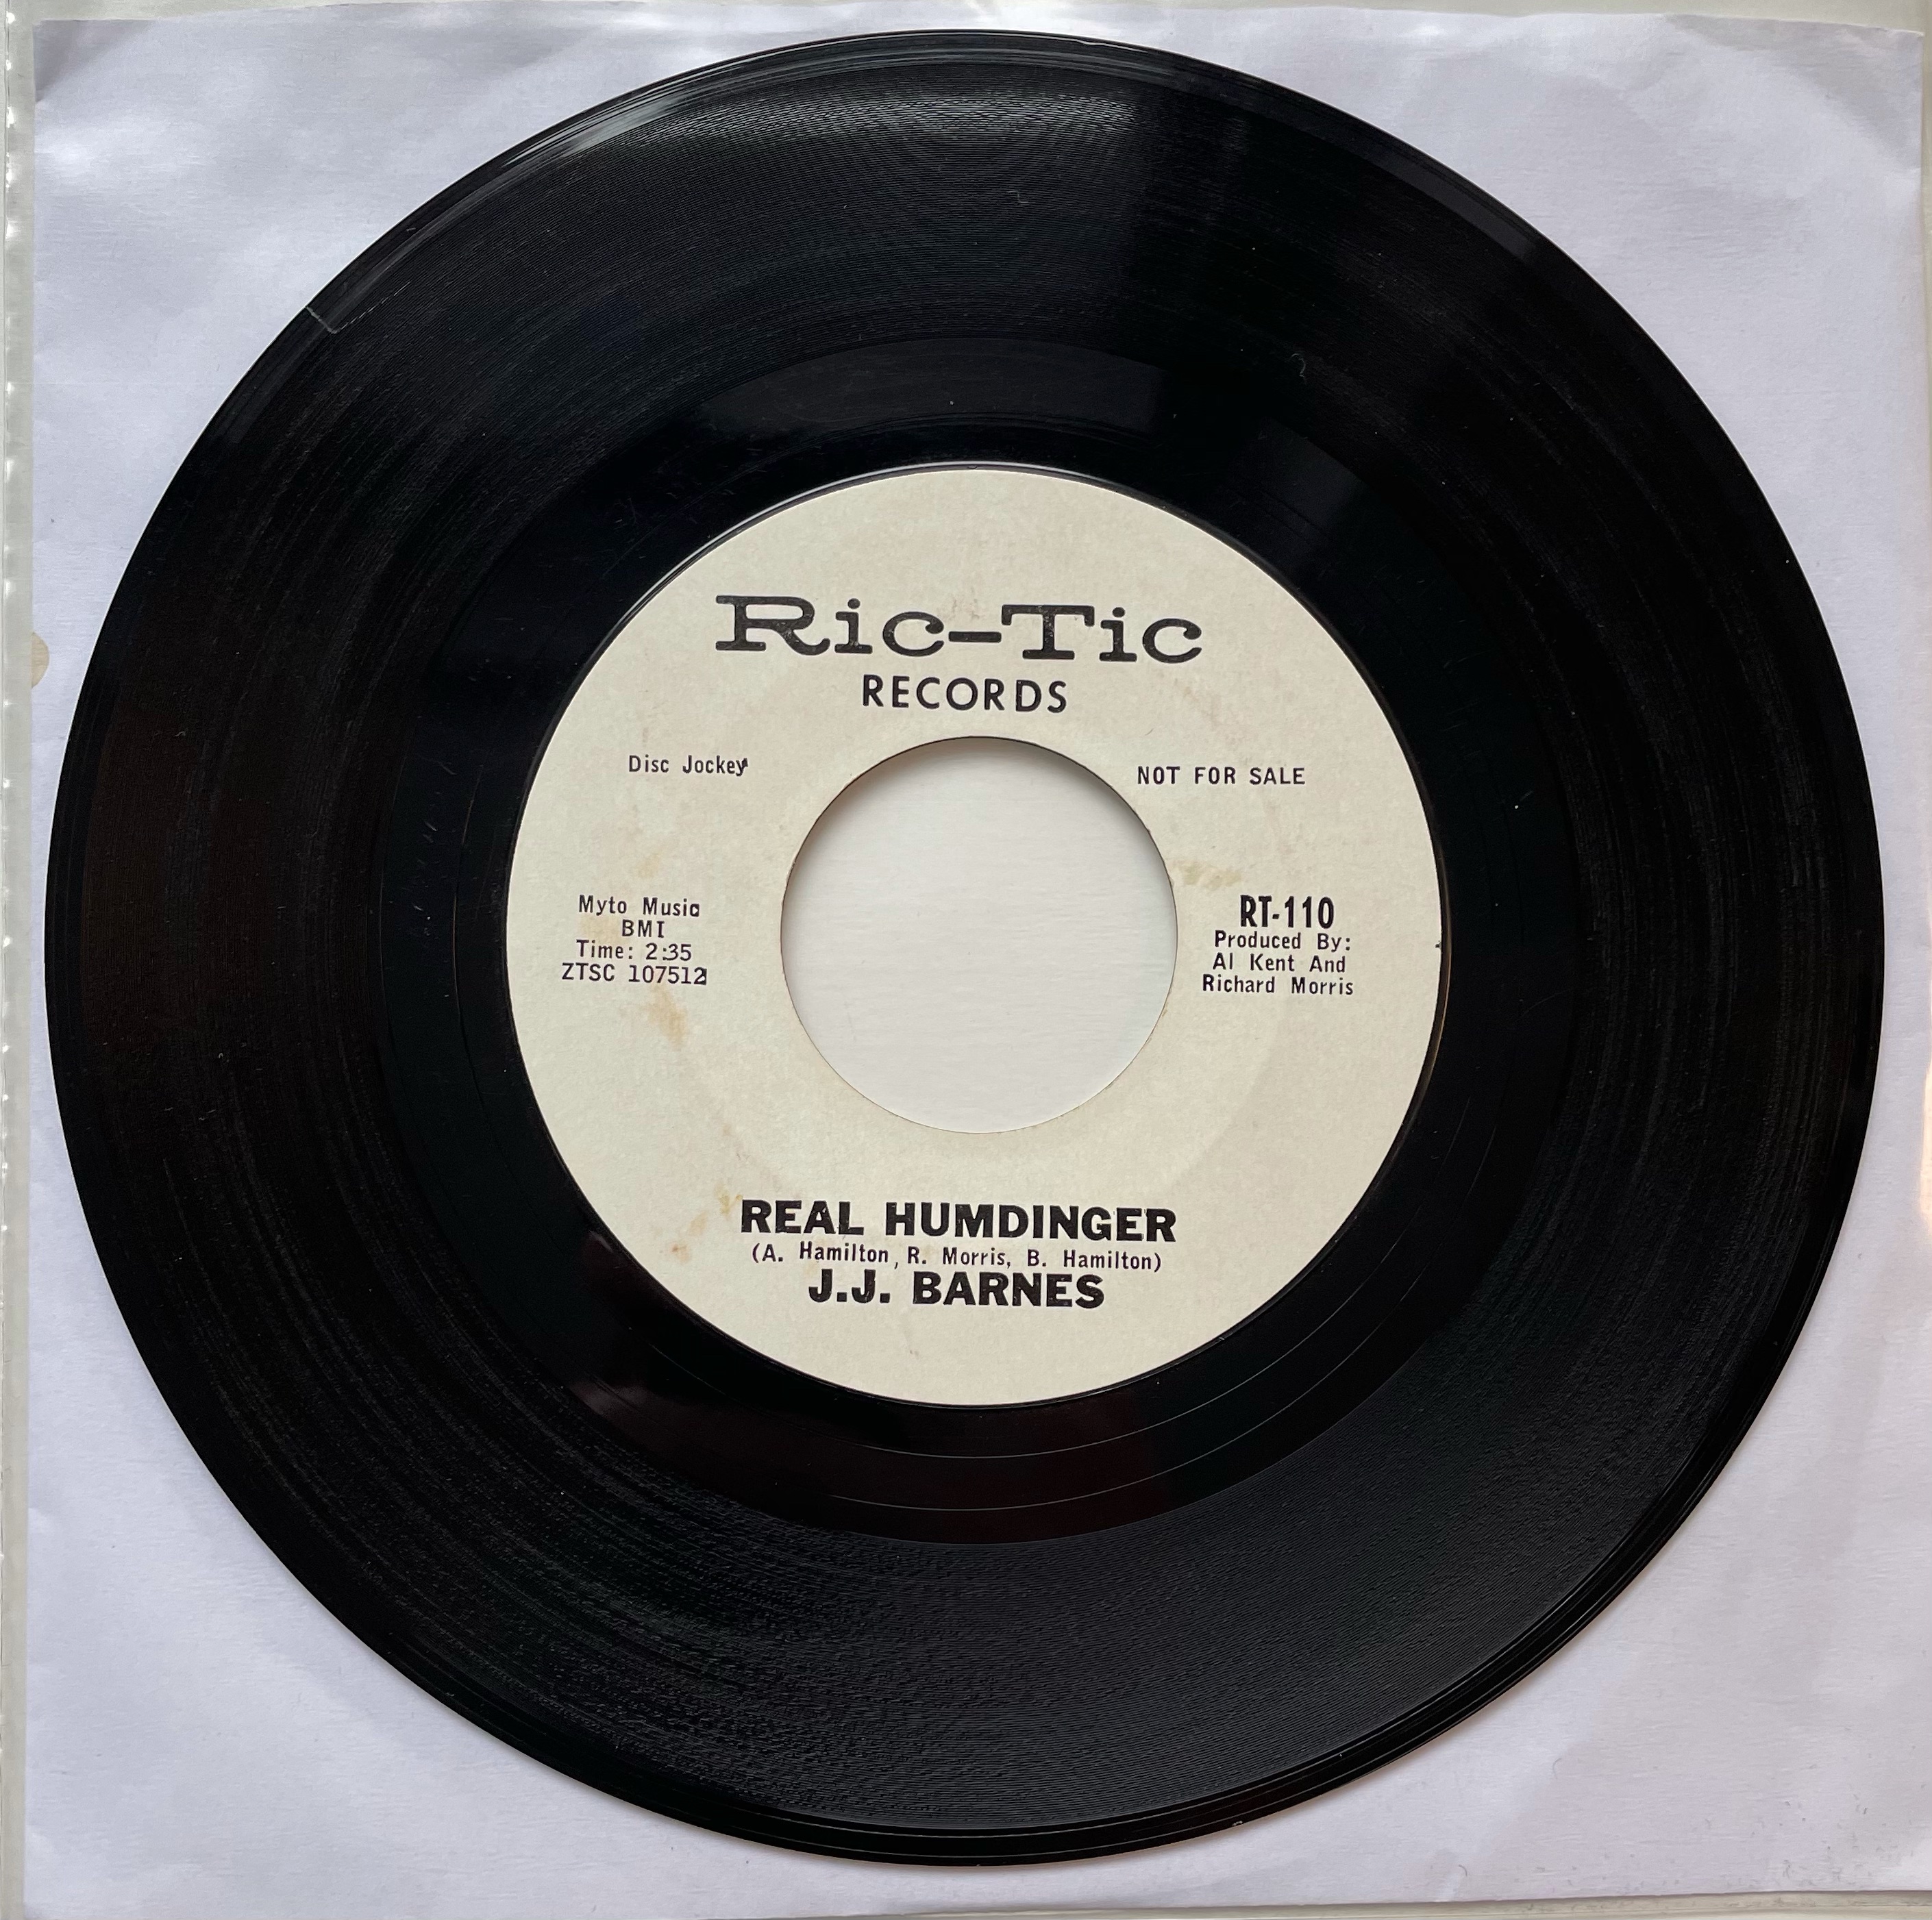 Ric-Tic
RECORDS
Disc Jockey
NOT FOR SALE
Myto Music
BMI
Time: 2:35
ZTSC 107512
RT-110
Produced By:
Al Kent And
Richard Morris
REAL HUMDINGER
(A. Hamilton, R. Morris, B. Hamilton)
J.J. BARNES